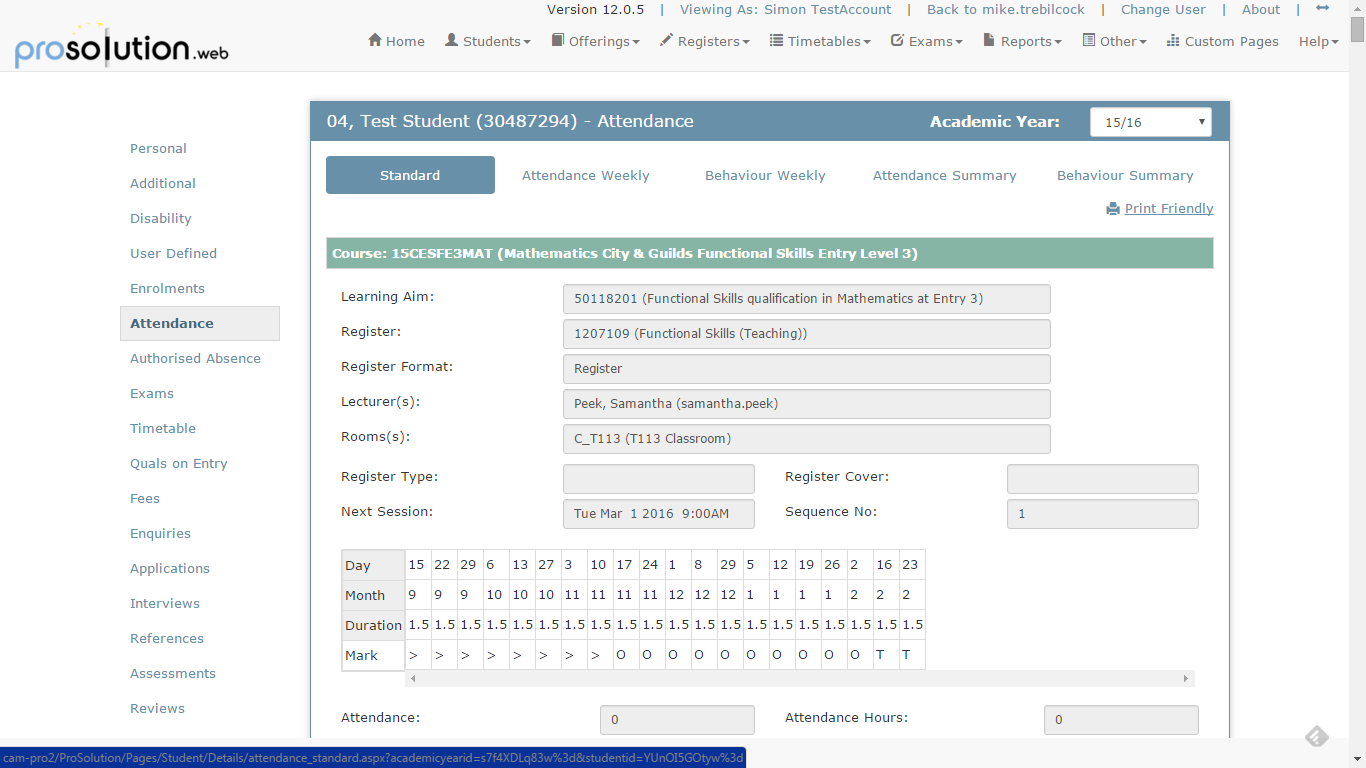 Version 12.0.5 | Viewing As: Simon TestAccount | Back to mike.trebilcock | Change User | About |
prosolution.web
Home Students Offerings Registers Timetables Exams Reports Other Custom Pages Help
04, Test Student (30487294) - Attendance Academic Year: 15/16
Personal
Additional
Disability
User Defined
Enrolments
Attendance
Authorised Absence
Exams
Timetable
Quals on Entry
Fees
Enquiries
Applications
Interviews
References
Assessments
Reviews
Standard Attendance Weekly Behaviour Weekly Attendance Summary Behaviour Summary
Print Friendly
Course: 15CESFE3MAT (Mathematics City & Guilds Functional Skills Entry Level 3)
Learning Aim: 50118201 (Functional Skills qualification in Mathematics at Entry 3)
Register: 1207109 (Functional Skills (Teaching))
Register Format: Register
Lecturer(s): Peek, Samantha (samantha.peek)
Rooms(s): C_T113 (T113 Classroom)
Register Type: Register Cover:
Next Session: Tue Mar 1 2016 9:00AM Sequence No: 1
Day 15 22 29 6 13 27 3 10 17 24 1 8 29 5 12 19 26 2 16 23
Month 9 9 9 10 10 10 11 11 11 11 12 12 12 1 1 1 1 2 2 2
Duration 1.5 1.5 1.5 1.5 1.5 1.5 1.5 1.5 1.5 1.5 1.5 1.5 1.5 1.5 1.5 1.5 1.5 1.5 1.5 1.5
Mark > > > > > > > > O O O O O O O O O O T T
Attendance: 0 Attendance Hours: 0
cam-pro2/ProSolution/Pages/Student/Details/attendance_standard.aspx?academicyearid=s7f4XDLq83w%3d&studentid=YUnOI5GOtyw%3d